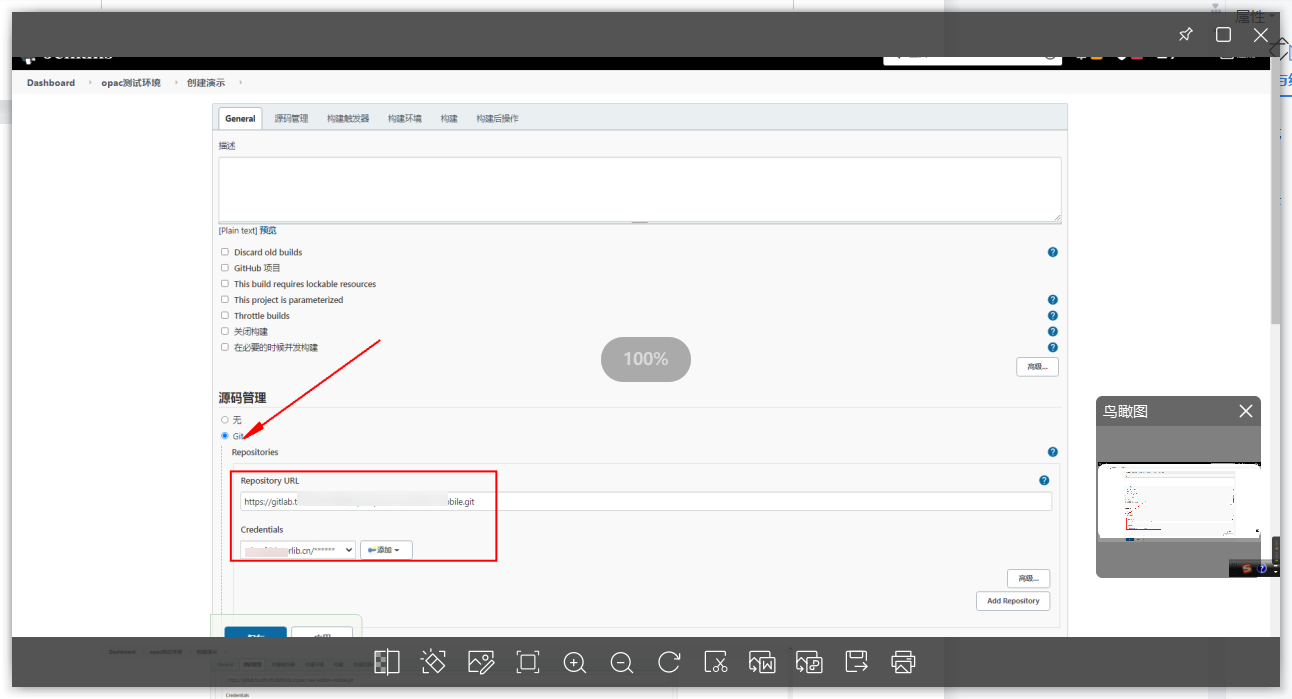 属性
Dashboard › opac测试环境 › 创建演示 ›
General 源码管理 构建触发器 构建环境 构建 构建后操作
描述
[Plain text] 预览
Discard old builds
GitHub 项目
This build requires lockable resources
This project is parameterized
Throttle builds
关闭构建
在必要的时候并发构建
100%
高级...
源码管理
无
Git
鸟瞰图
Repositories
Repository URL
https://gitlab.t
bile.git
Credentials
rlib.cn/******
添加
高级...
Add Repository
Dashboard
Credentials